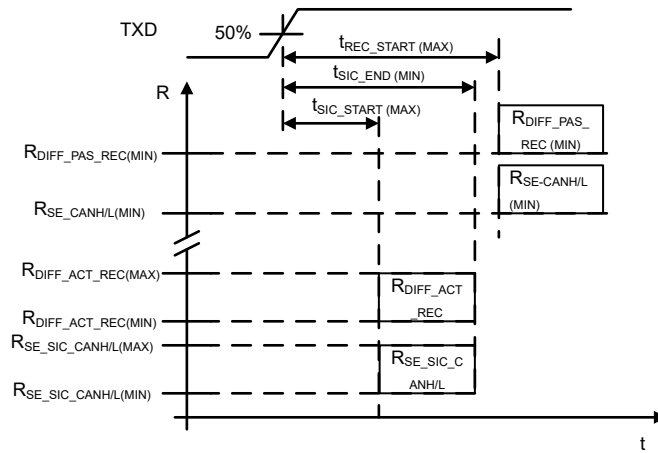 TXD
50%
tREC_START (MAX)
tSIC_END (MIN)
R
tSIC_START (MAX)
RDIFF_PAS_
REC (MIN)
RDIFF_PAS_REC(MIN)
RSE-CANH/L
(MIN)
RSE_CANH/L(MIN)
RDIFF_ACT_REC(MAX)
RDIFF_ACT
_REC
RDIFF_ACT_REC(MIN)
RSE_SIC_CANH/L(MAX)
RSE_SIC_C
ANH/L
RSE_SIC_CANH/L(MIN)
t